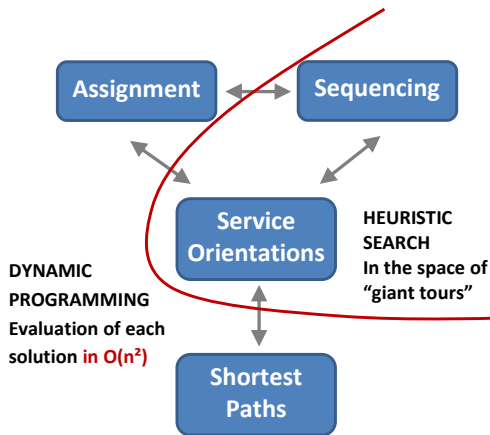 Assignment
Sequencing
Service
Orientations
HEURISTIC
SEARCH
In the space of
“giant tours”
DYNAMIC
PROGRAMMING
Evaluation of each
solution in O(n²)
Shortest
Paths